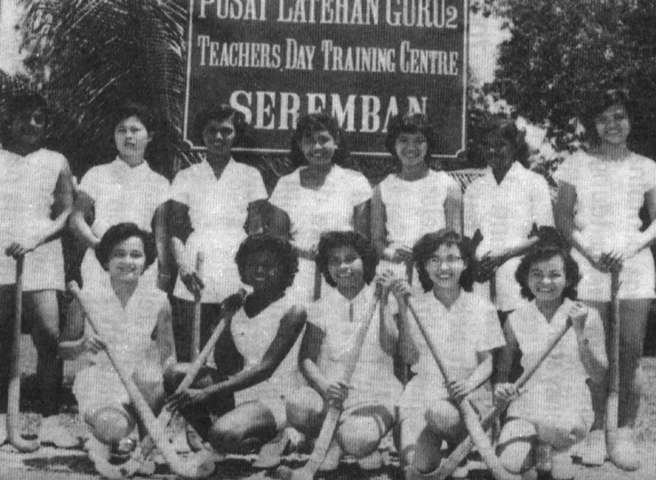 PUSAT LATEHAN GURU2
TEACHERS DAY TRAINING CENTRE
SEREMBAN